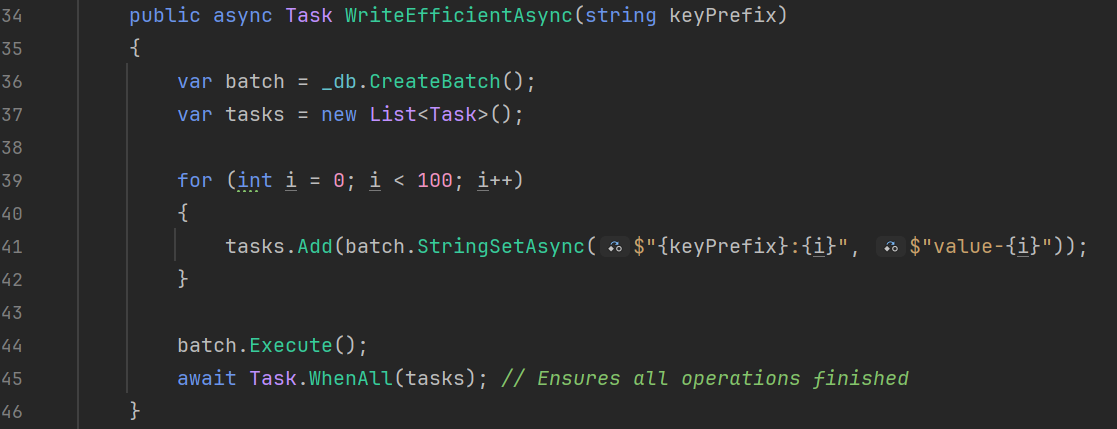 34 public async Task WriteEfficientAsync(string keyPrefix)
35 {
36 var batch = _db.CreateBatch();
37 var tasks = new List<Task>();
38
39 for (int i = 0; i < 100; i++)
40 {
41 tasks.Add(batch.StringSetAsync($"{keyPrefix}:{i}", $"value-{i}"));
42 }
43
44 batch.Execute();
45 await Task.WhenAll(tasks); // Ensures all operations finished
46 }